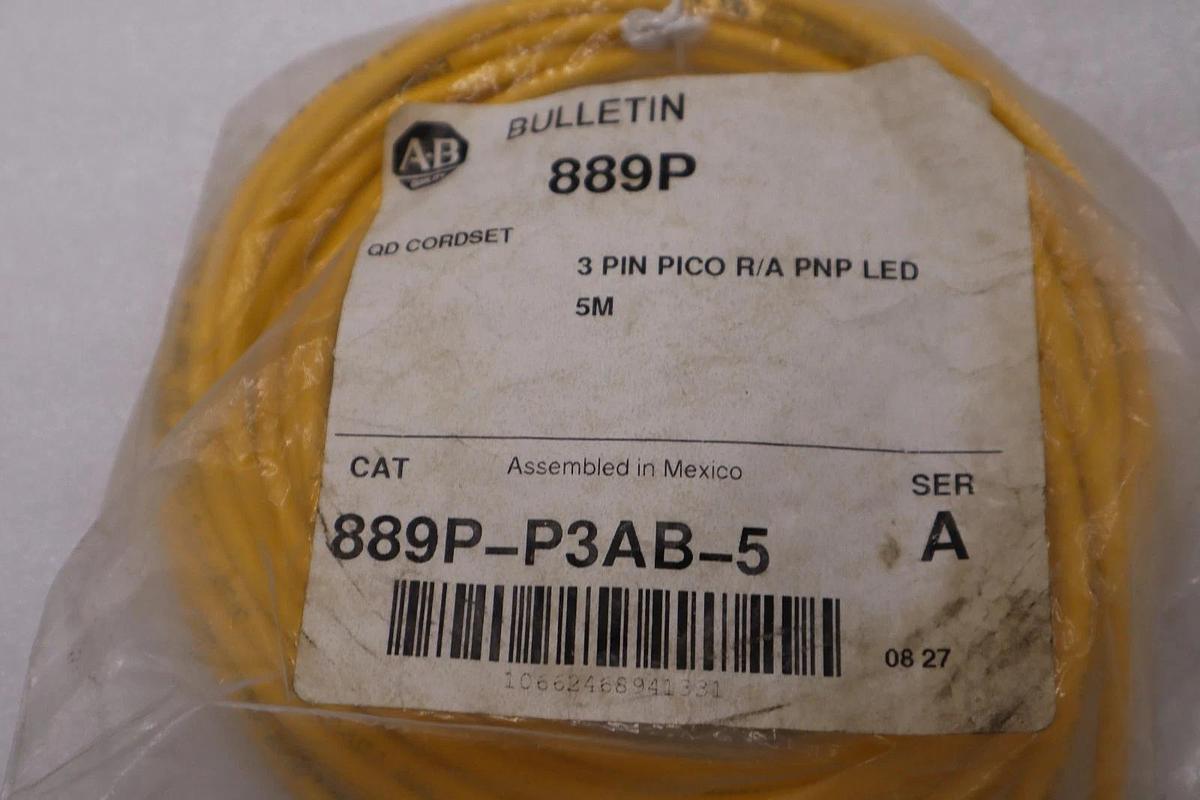 A-B
QUALITY
BULLETIN
889P
QD CORDSET
3 PIN PICO R/A PNP LED
5M
CAT
Assembled in Mexico
SER
889P-P3AB-5
A
08 27
10662468941331